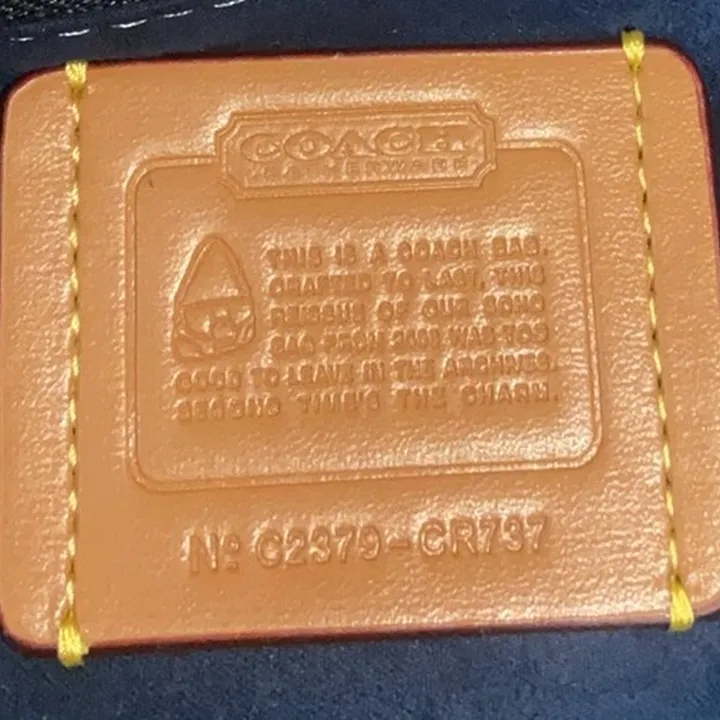 COACH
LEATHERWARE
THIS IS A COACH BAG.
CRAFTED TO LAST, THIS
REISSUE OF OUR SOHO
BAG FROM WAS TOO
GOOD TO LEAVE IN THE ARCHIVES.
SECOND TIME'S THE CHARM.
Nº C2379-CR737